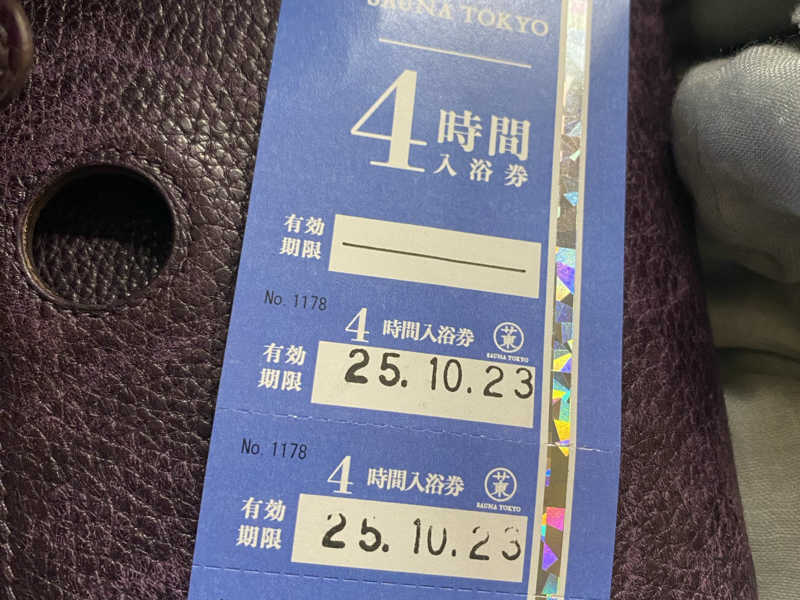 SAUNA TOKYO
4時間
入浴券
有効
期限
No. 1178
4 時間入浴券
SAUNA TOKYO
有効
期限
25.10.23
No. 1178
4 時間入浴券
SAUNA TOKYO
有効
期限
25.10.23